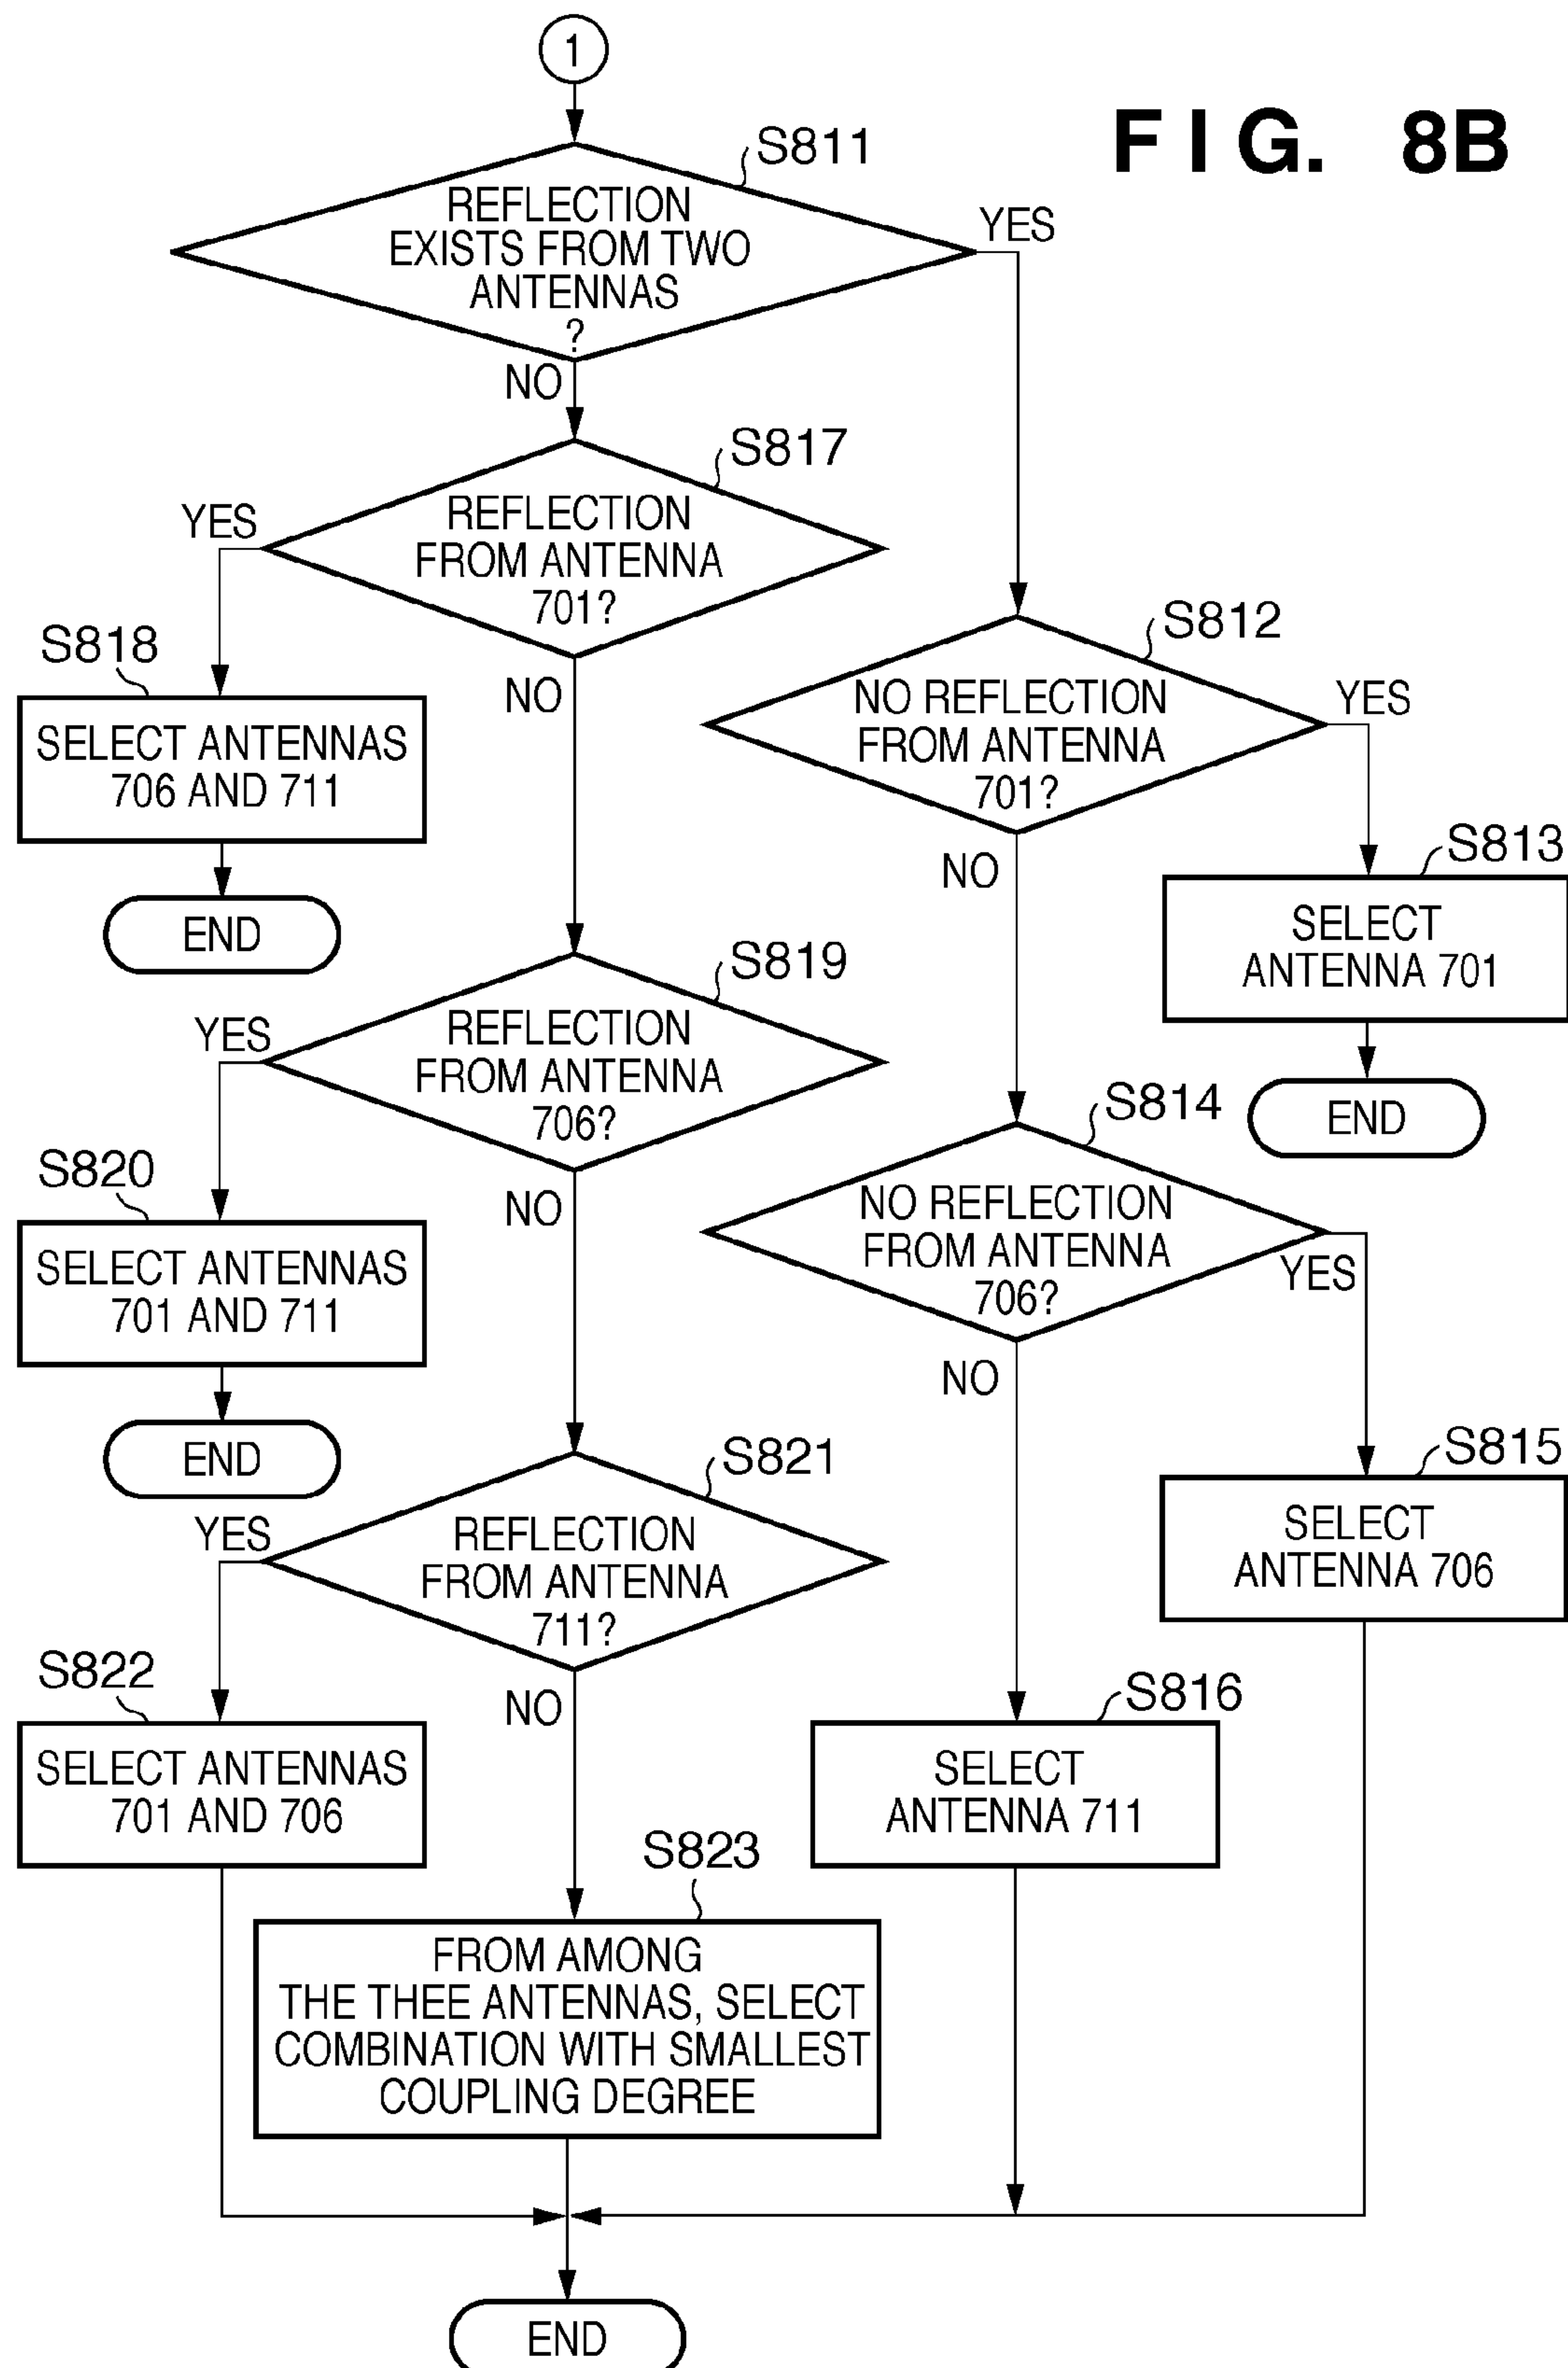 1
FIG. 8B
S811
REFLECTION
EXISTS FROM TWO
ANTENNAS
?
YES
NO
S817
REFLECTION
FROM ANTENNA
701?
YES
NO
S818
SELECT ANTENNAS
706 AND 711
END
S812
NO REFLECTION
FROM ANTENNA
701?
YES
NO
S813
SELECT
ANTENNA 701
END
S819
REFLECTION
FROM ANTENNA
706?
YES
NO
S820
SELECT ANTENNAS
701 AND 711
END
S814
NO REFLECTION
FROM ANTENNA
706?
YES
NO
S815
SELECT
ANTENNA 706
S821
REFLECTION
FROM ANTENNA
711?
YES
NO
S822
SELECT ANTENNAS
701 AND 706
S816
SELECT
ANTENNA 711
S823
FROM AMONG
THE THEE ANTENNAS, SELECT
COMBINATION WITH SMALLEST
COUPLING DEGREE
END